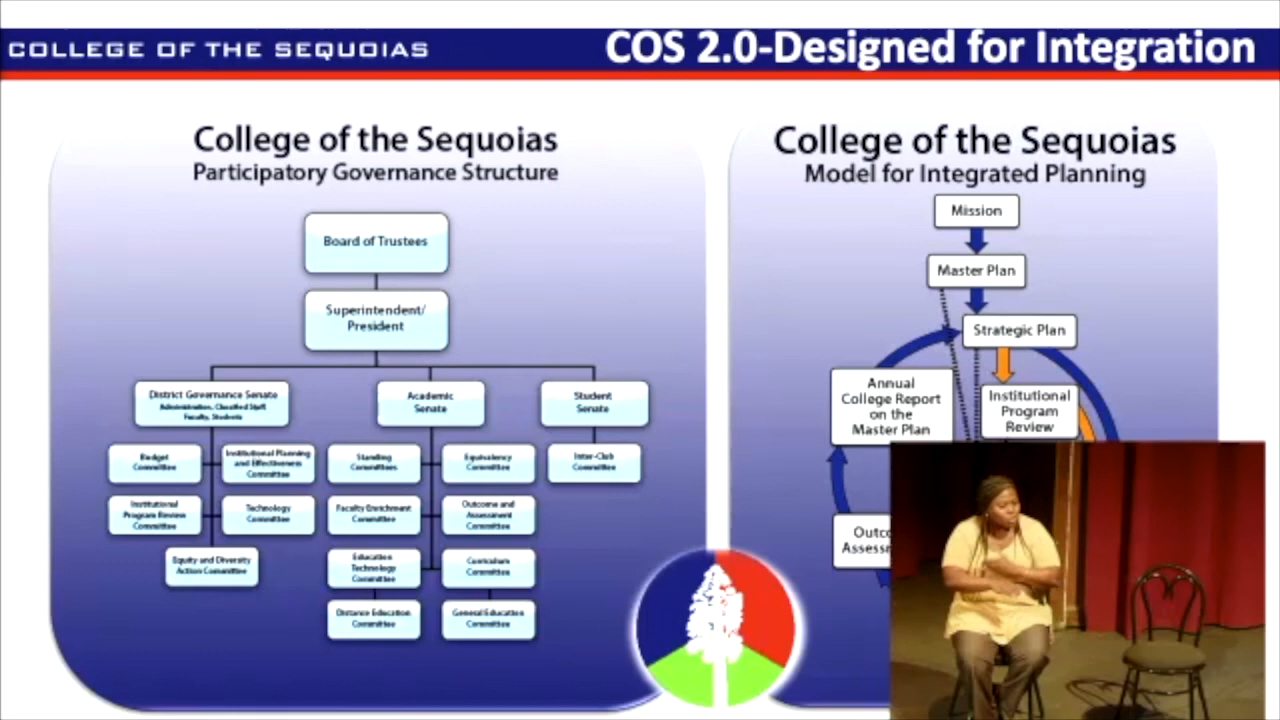 COLLEGE OF THE SEQUOIAS
COS 2.0-Designed for Integration
College of the Sequoias
Participatory Governance Structure
Board of Trustees
Superintendent/
President
District Governance Senate
Administration, Classified Staff
Faculty, Students
Academic
Senate
Student
Senate
Budget
Committee
Institutional Planning
and Effectiveness
Committee
Standing
Committees
Equivalency
Committee
Inter-Club
Committee
Institutional
Program Review
Committee
Technology
Committee
Faculty Enrichment
Committee
Outcome and
Assessment
Committee
Equity and Diversity
Action Committee
Education
Technology
Committee
Curriculum
Committee
Distance Education
Committee
General Education
Committee
College of the Sequoias
Model for Integrated Planning
Mission
Master Plan
Strategic Plan
Annual
College Report
on the
Master Plan
Institutional
Program
Review
Outco
Assessm